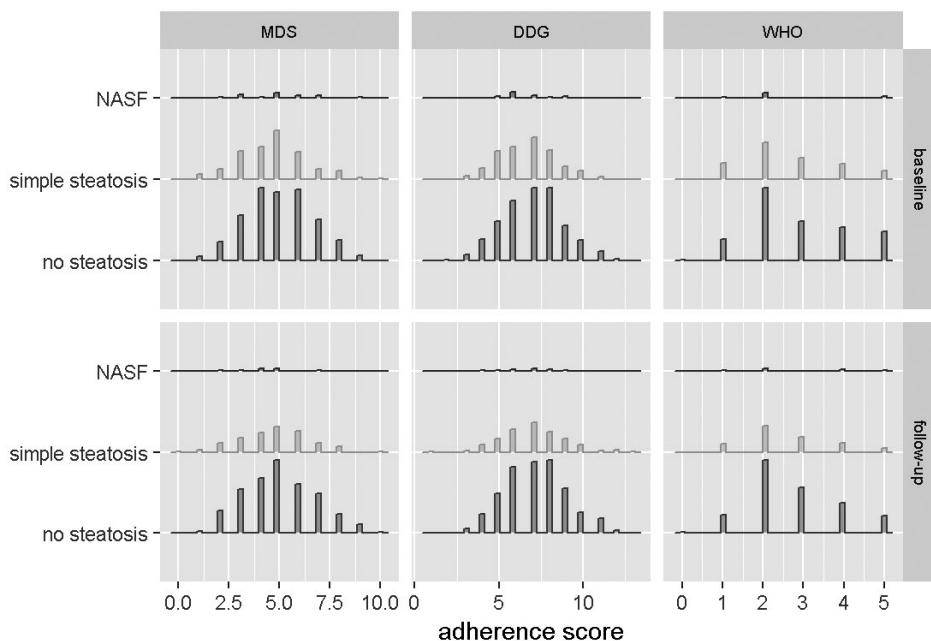 MDS DDG WHO
NASF
simple steatosis
no steatosis
baseline
NASF
simple steatosis
no steatosis
follow-up
0.0 2.5 5.0 7.5 10.0 0 5 10 0 1 2 3 4 5
adherence score